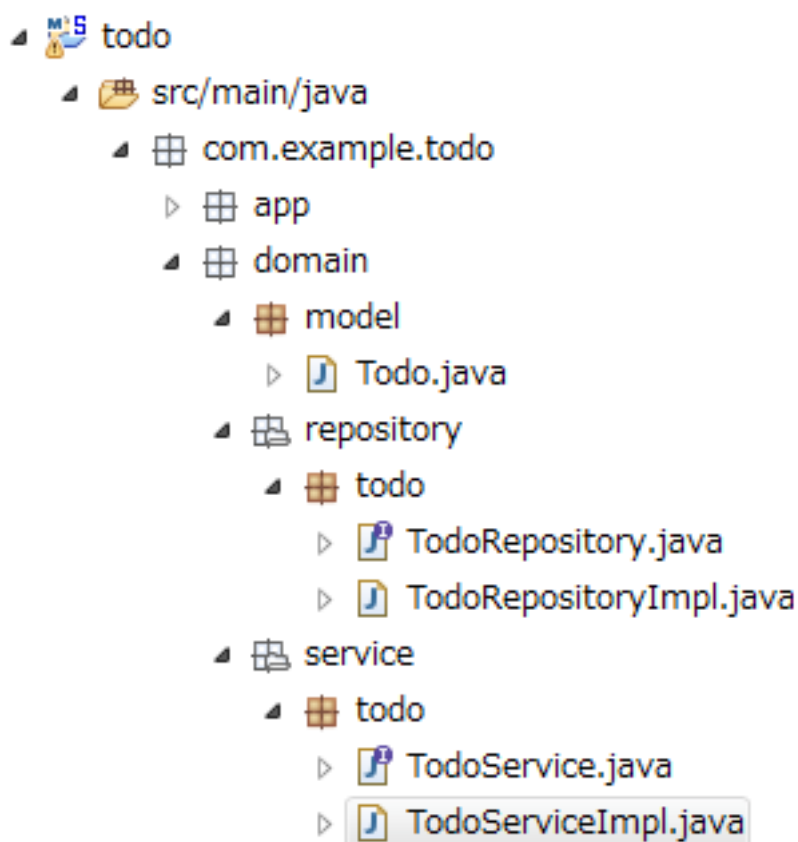 todo
src/main/java
com.example.todo
app
domain
model
Todo.java
repository
todo
TodoRepository.java
TodoRepositoryImpl.java
service
todo
TodoService.java
TodoServiceImpl.java